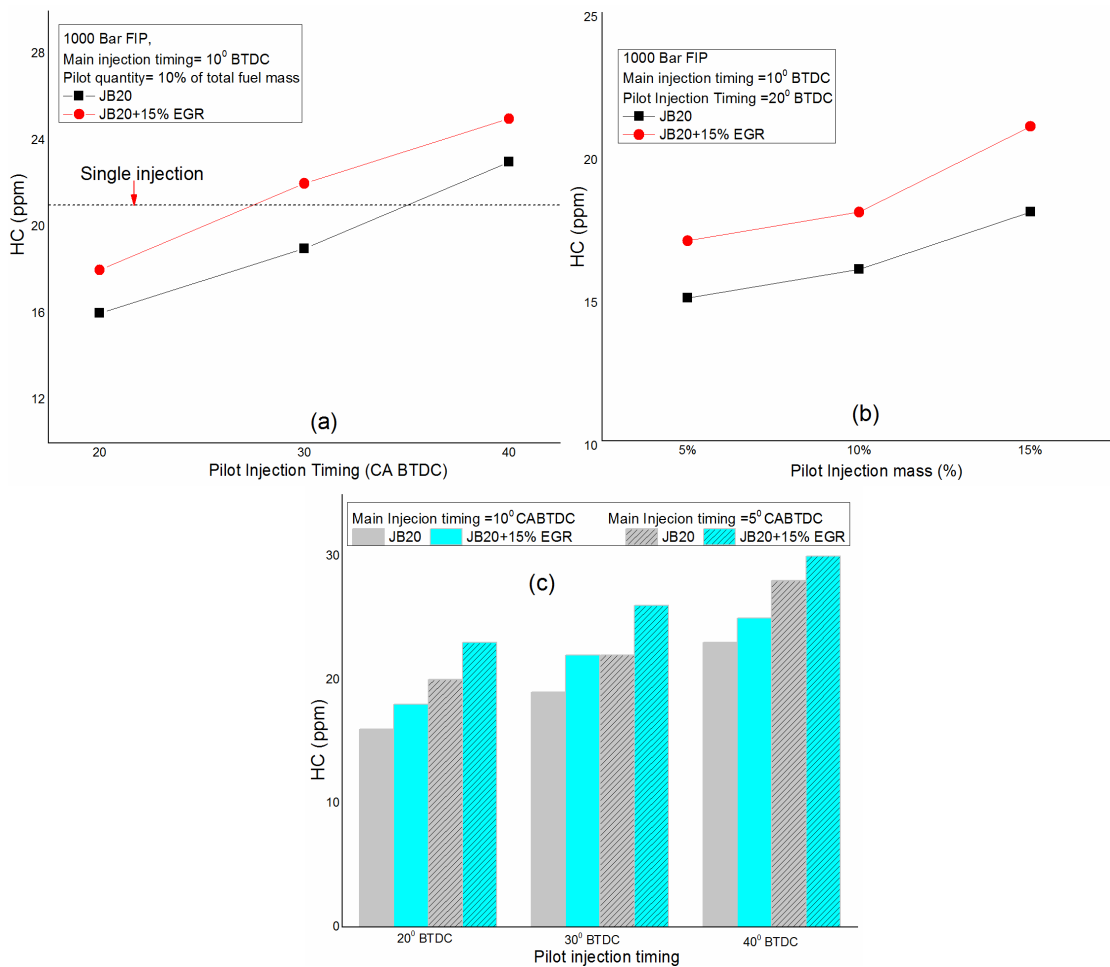 1000 Bar FIP,
Main injection timing= 10⁰ BTDC
Pilot quantity= 10% of total fuel mass
JB20
JB20+15% EGR
Single injection
28
24
20
16
12
HC (ppm)
(a)
20 30 40
Pilot Injection Timing (CA BTDC)
1000 Bar FIP
Main injection timing =10⁰ BTDC
Pilot Injection Timing =20⁰ BTDC
JB20
JB20+15% EGR
25
20
15
10
HC (ppm)
(b)
5% 10% 15%
Pilot Injection mass (%)
Main Injecion timing =10⁰ CABTDC Main Injecion timing =5⁰ CABTDC
JB20 JB20+15% EGR JB20 JB20+15% EGR
30
20
10
0
HC (ppm)
(c)
20⁰ BTDC 30⁰ BTDC 40⁰ BTDC
Pilot injection timing